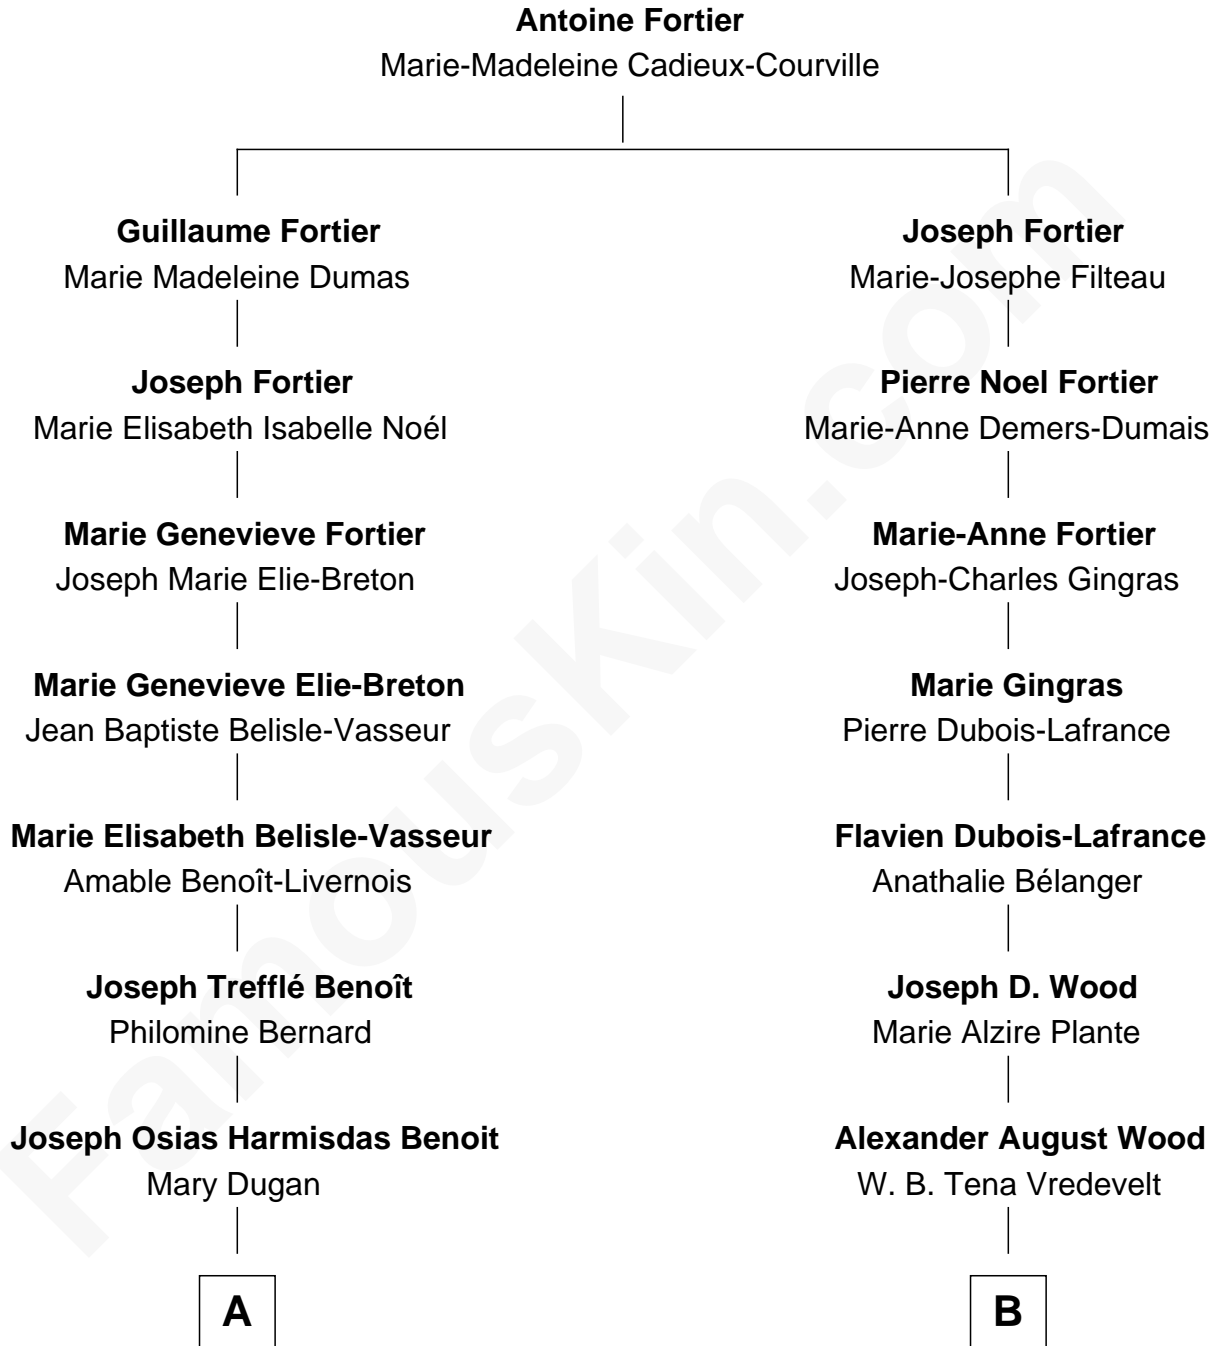 Antoine Fortier
Marie-Madeleine Cadieux-Courville
Guillaume Fortier
Marie Madeleine Dumas
Joseph Fortier
Marie-Josephe Filteau
Joseph Fortier
Marie Elisabeth Isabelle Noél
Pierre Noel Fortier
Marie-Anne Demers-Dumais
Marie Genevieve Fortier
Joseph Marie Elie-Breton
Marie-Anne Fortier
Joseph-Charles Gingras
Marie Genevieve Elie-Breton
Jean Baptiste Belisle-Vasseur
Marie Gingras
Pierre Dubois-Lafrance
Marie Elisabeth Belisle-Vasseur
Amable Benoît-Livernois
Flavien Dubois-Lafrance
Anathalie Bélanger
Joseph Trefflé Benoît
Philomine Bernard
Joseph D. Wood
Marie Alzire Plante
Joseph Osias Harmisdas Benoit
Mary Dugan
Alexander August Wood
W. B. Tena Vredevelt
A
B
FamousKin.com